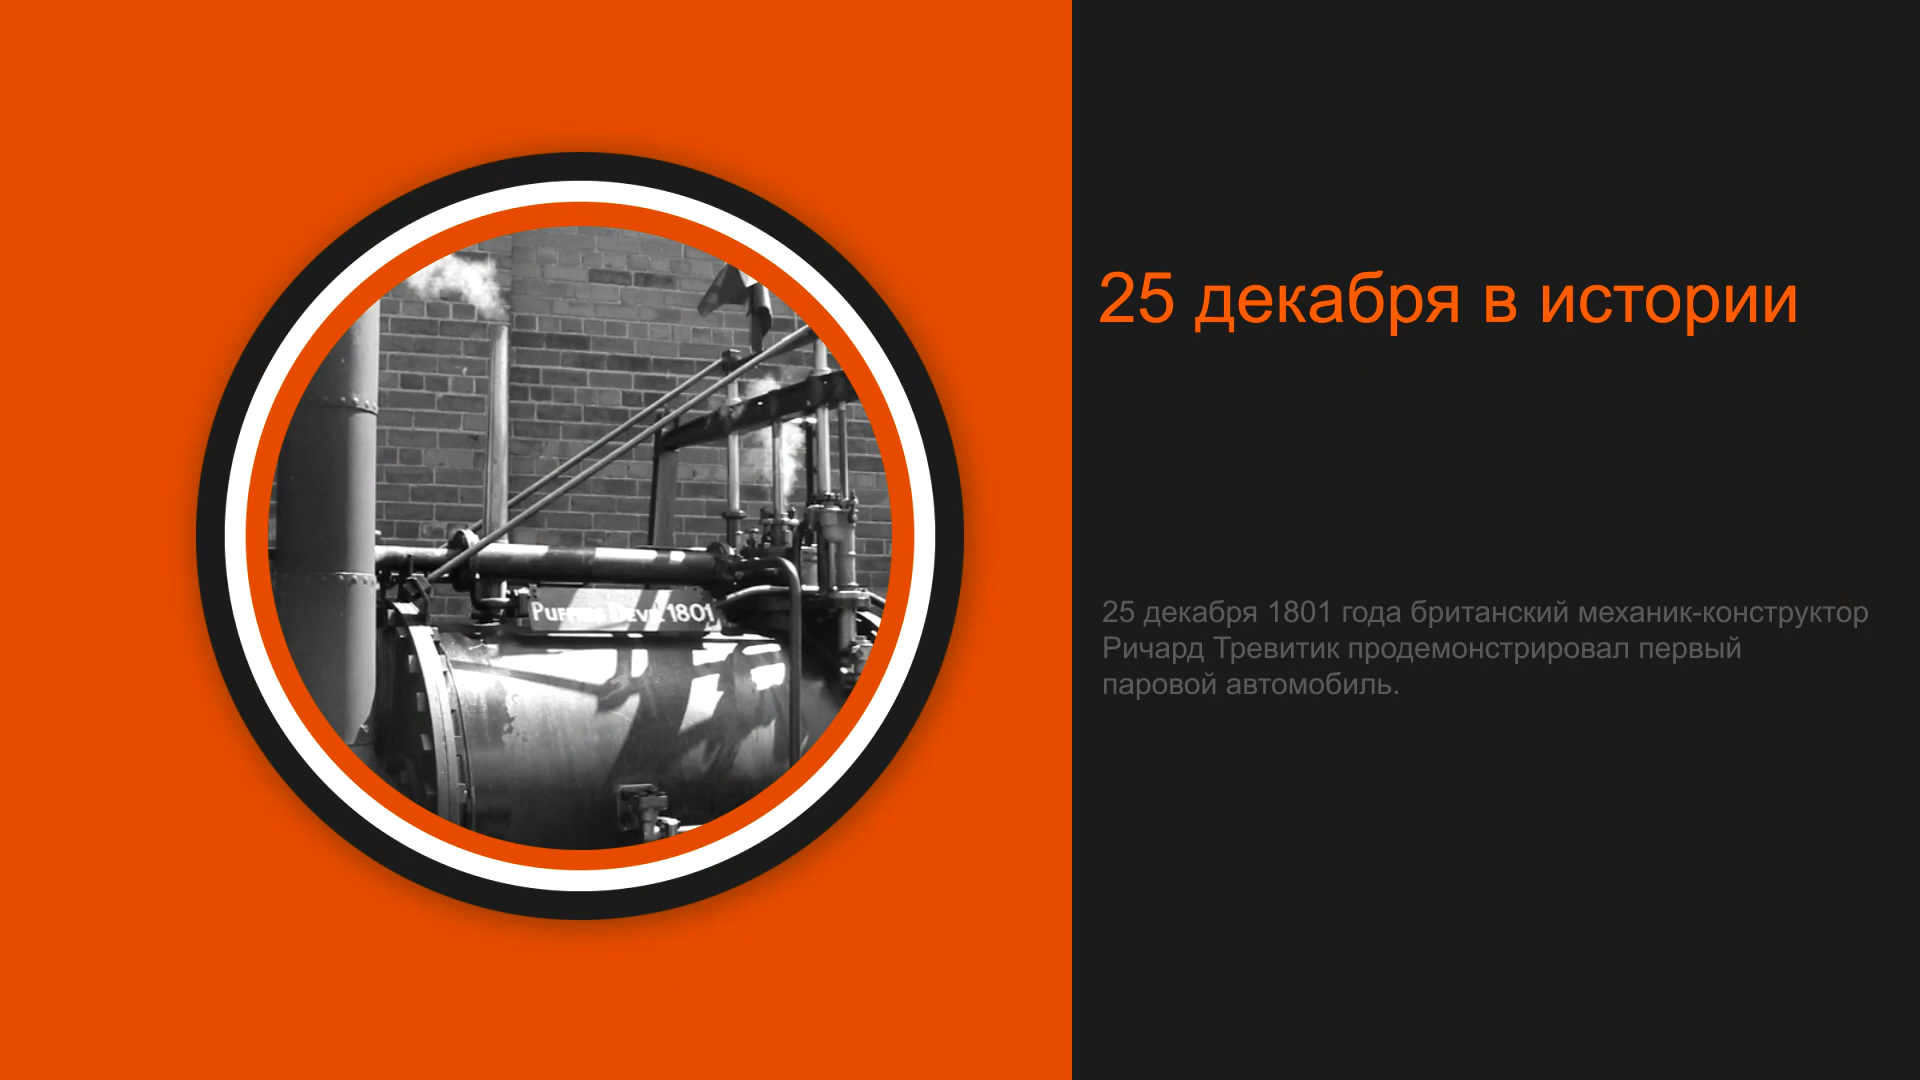 25 декабря в истории
25 декабря 1801 года британский механик-конструктор
Ричард Тревитик продемонстрировал первый
паровой автомобиль.
Puffing Devil 1801